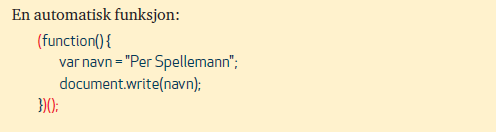 En automatisk funksjon:
(function(){
var navn = "Per Spellemann";
document.write(navn);
})();